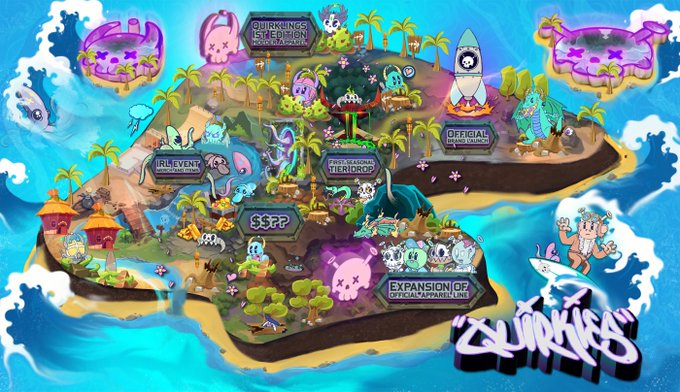 QUIRKLINGS
1ST EDITION
OFFICIAL
BRAND LAUNCH
IRL EVENT
MERCH AND ITEMS
FIRST SEASONAL
TIER DROP
$$??
EXPANSION OF
OFFICIAL APPAREL LINE
"QUIRKIES"